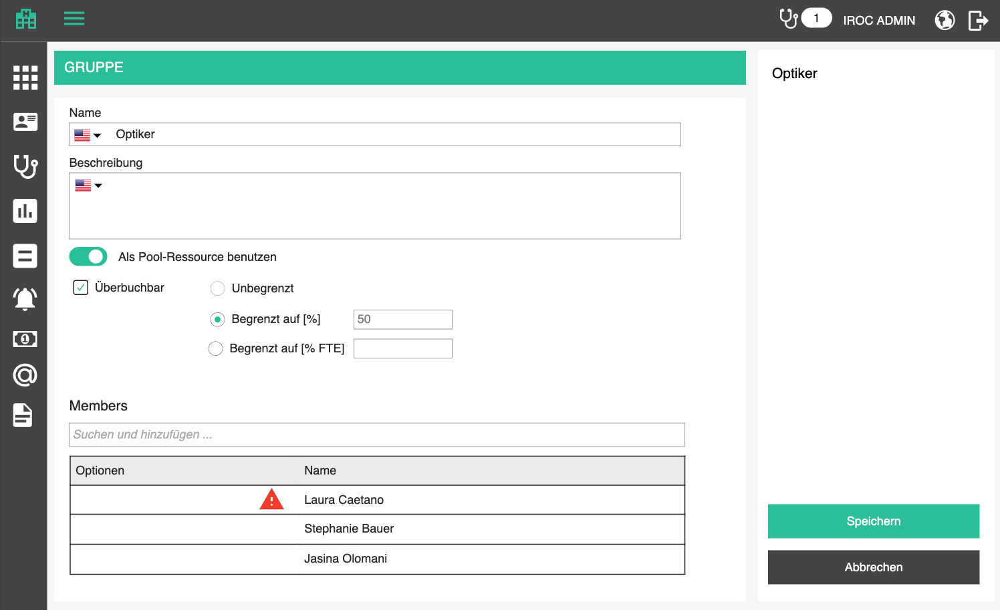 1
IROC ADMIN
GRUPPE
Optiker
Name
Optiker
Beschreibung
Als Pool-Ressource benutzen
Überbuchbar
Unbegrenzt
Begrenzt auf [%]
50
Begrenzt auf [% FTE]
Members
Suchen und hinzufügen ...
Optionen Name
Laura Caetano
Stephanie Bauer
Jasina Olomani
Speichern
Abbrechen